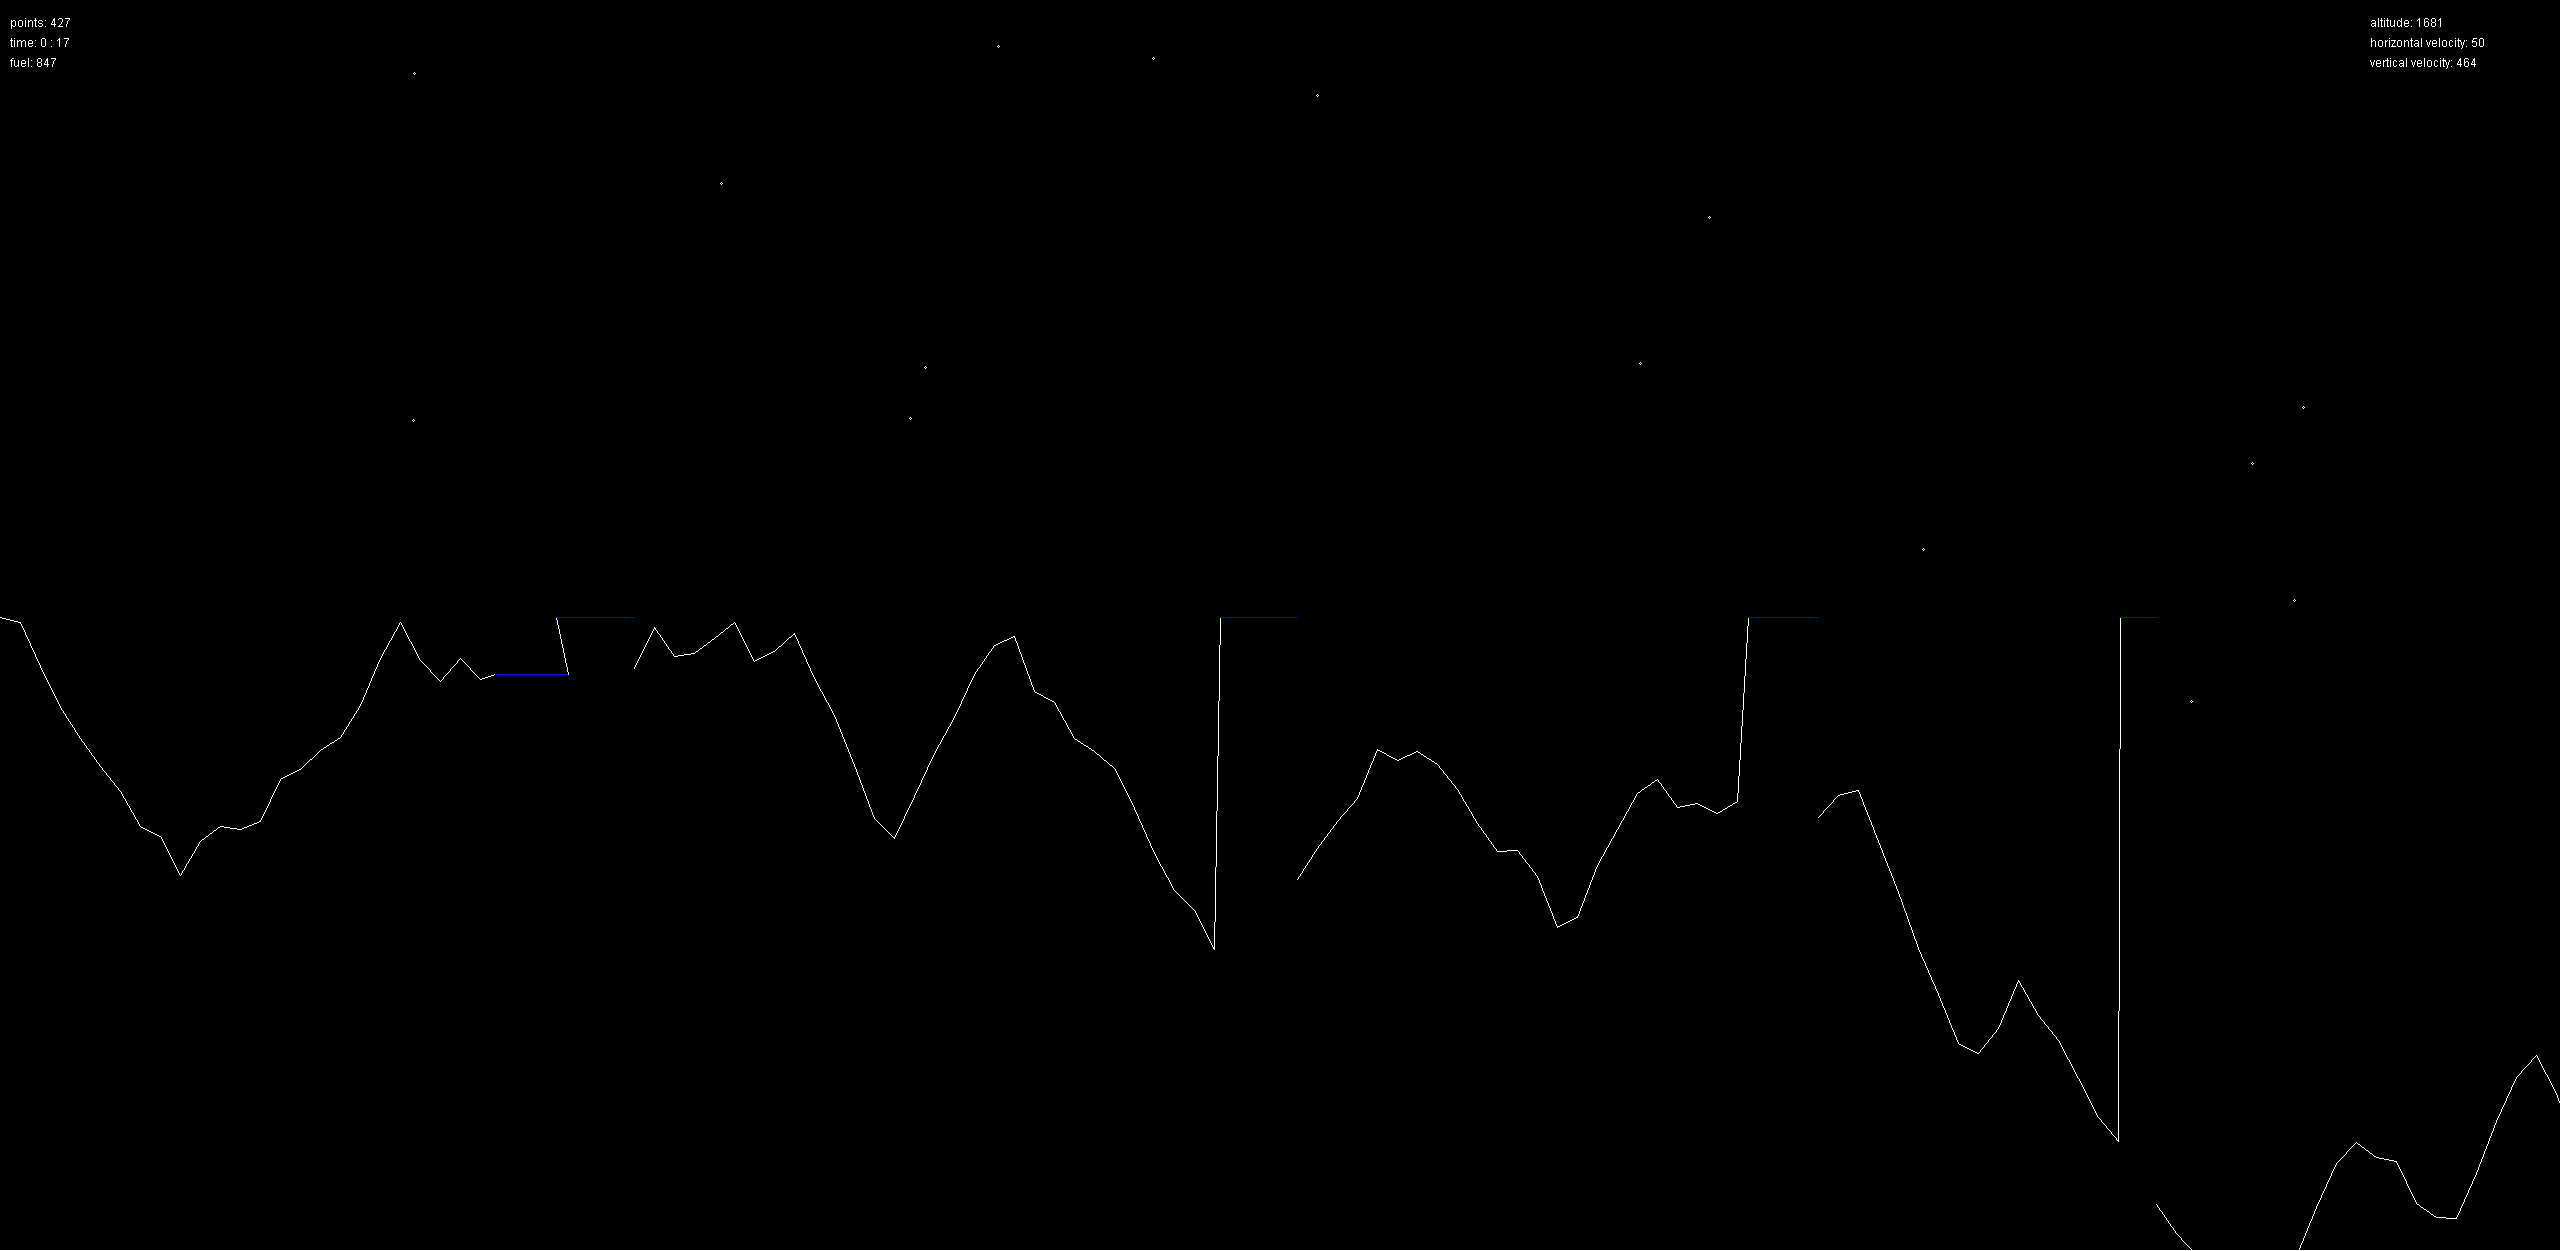 points: 427
time: 0 : 17
fuel: 847
altitude: 1681
horizontal velocity: 50
vertical velocity: 464